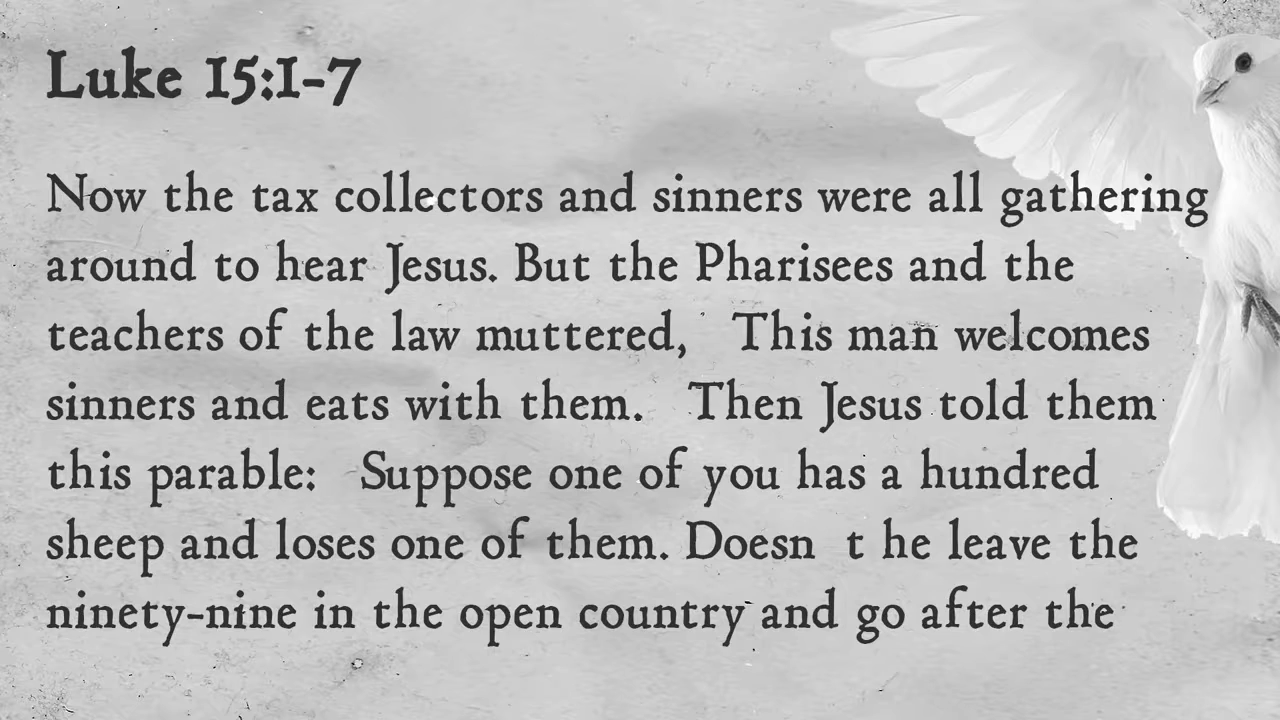 Luke 15:1-7
Now the tax collectors and sinners were all gathering
around to hear Jesus. But the Pharisees and the
teachers of the law muttered,   This man welcomes
sinners and eats with them.   Then Jesus told them
this parable:   Suppose one of you has a hundred
sheep and loses one of them. Doesn  t he leave the
ninety-nine in the open country and go after the